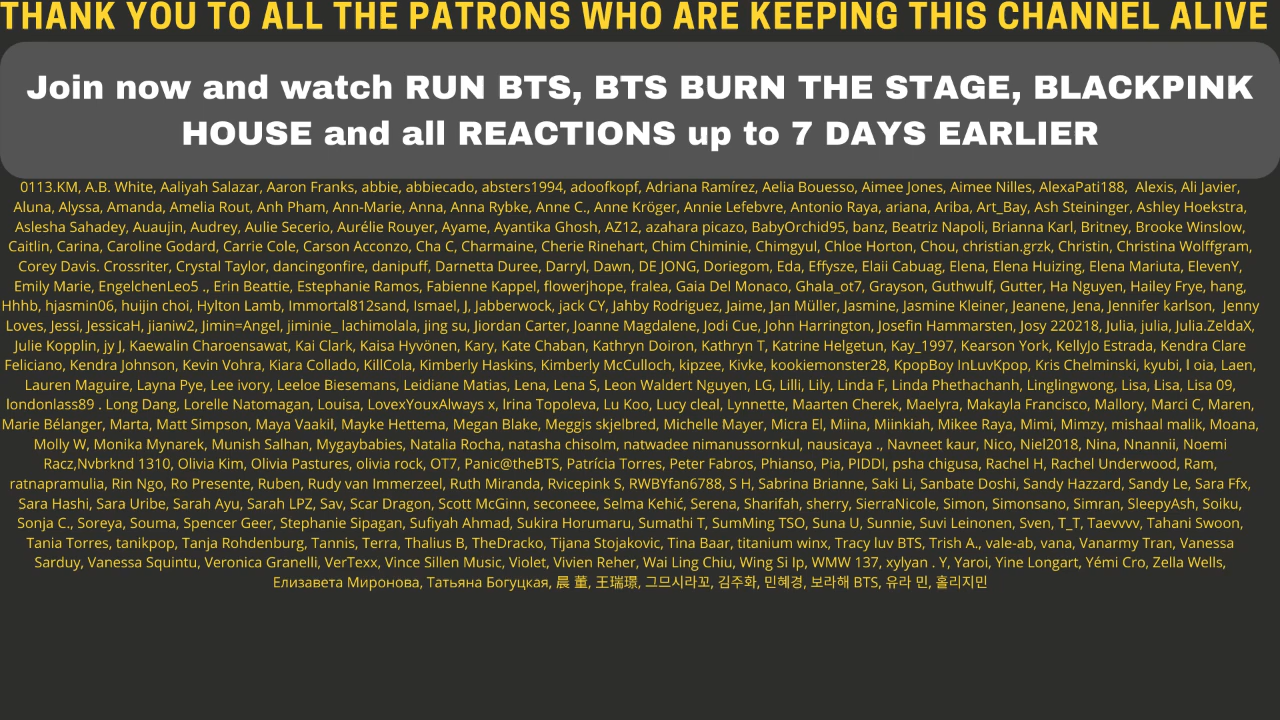 THANK YOU TO ALL THE PATRONS WHO ARE KEEPING THIS CHANNEL ALIVE
Join now and watch RUN BTS, BTS BURN THE STAGE, BLACKPINK
HOUSE and all REACTIONS up to 7 DAYS EARLIER
0113.KM, A.B. White, Aaliyah Salazar, Aaron Franks, abbie, abbiecado, absters1994, adoofkopf, Adriana Ramírez, Aelia Bouesso, Aimee Jones, Aimee Nilles, AlexaPati188, Alexis, Ali Javier,
Aluna, Alyssa, Amanda, Amelia Rout, Anh Pham, Ann-Marie, Anna, Anna Rybke, Anne C., Anne Kröger, Annie Lefebvre, Antonio Raya, ariana, Ariba, Art_Bay, Ash Steininger, Ashley Hoekstra,
Aslesha Sahadey, Auaujin, Audrey, Aulie Secerio, Aurélie Rouyer, Ayame, Ayantika Ghosh, AZ12, azahara picazo, BabyOrchid95, banz, Beatriz Napoli, Brianna Karl, Britney, Brooke Winslow,
Caitlin, Carina, Caroline Godard, Carrie Cole, Carson Acconzo, Cha C, Charmaine, Cherie Rinehart, Chim Chiminie, Chimgyul, Chloe Horton, Chou, christian.grzk, Christin, Christina Wolffgram,
Corey Davis. Crossriter, Crystal Taylor, dancingonfire, danipuff, Darnetta Duree, Darryl, Dawn, DE JONG, Doriegom, Eda, Effysze, Elaii Cabuag, Elena, Elena Huizing, Elena Mariuta, ElevenY,
Emily Marie, EngelchenLeo5 ., Erin Beattie, Estephanie Ramos, Fabienne Kappel, flowerjhope, fralea, Gaia Del Monaco, Ghala_ot7, Grayson, Guthwulf, Gutter, Ha Nguyen, Hailey Frye, hang,
Hhhb, hjasmin06, huijin choi, Hylton Lamb, Immortal812sand, Ismael, J, Jabberwock, jack CY, Jahby Rodriguez, Jaime, Jan Müller, Jasmine, Jasmine Kleiner, Jeanene, Jena, Jennifer karlson, Jenny
Loves, Jessi, JessicaH, jianiw2, Jimin=Angel, jiminie_ lachimolala, jing su, Jiordan Carter, Joanne Magdalene, Jodi Cue, John Harrington, Josefin Hammarsten, Josy 220218, Julia, julia, Julia.ZeldaX,
Julie Kopplin, jy J, Kaewalin Charoensawat, Kai Clark, Kaisa Hyvönen, Kary, Kate Chaban, Kathryn Doiron, Kathryn T, Katrine Helgetun, Kay_1997, Kearson York, KellyJo Estrada, Kendra Clare
Feliciano, Kendra Johnson, Kevin Vohra, Kiara Collado, KillCola, Kimberly Haskins, Kimberly McCulloch, kipzee, Kivke, kookiemonster28, KpopBoy InLuvKpop, Kris Chelminski, kyubi, l oia, Laen,
Lauren Maguire, Layna Pye, Lee ivory, Leeloe Biesemans, Leidiane Matias, Lena, Lena S, Leon Waldert Nguyen, LG, Lilli, Lily, Linda F, Linda Phethachanh, Linglingwong, Lisa, Lisa, Lisa 09,
londonlass89 . Long Dang, Lorelle Natomagan, Louisa, LovexYouxAlways x, lrina Topoleva, Lu Koo, Lucy cleal, Lynnette, Maarten Cherek, Maelyra, Makayla Francisco, Mallory, Marci C, Maren,
Marie Bélanger, Marta, Matt Simpson, Maya Vaakil, Mayke Hettema, Megan Blake, Meggis skjelbred, Michelle Mayer, Micra El, Miina, Miinkiah, Mikee Raya, Mimi, Mimzy, mishaal malik, Moana,
Molly W, Monika Mynarek, Munish Salhan, Mygaybabies, Natalia Rocha, natasha chisolm, natwadee nimanussornkul, nausicaya ., Navneet kaur, Nico, Niel2018, Nina, Nnannii, Noemi
Racz,Nvbrknd 1310, Olivia Kim, Olivia Pastures, olivia rock, OT7, Panic@theBTS, Patrícia Torres, Peter Fabros, Phianso, Pia, PIDDI, psha chigusa, Rachel H, Rachel Underwood, Ram,
ratnapramulia, Rin Ngo, Ro Presente, Ruben, Rudy van Immerzeel, Ruth Miranda, Rvicepink S, RWBYfan6788, S H, Sabrina Brianne, Saki Li, Sanbate Doshi, Sandy Hazzard, Sandy Le, Sara Ffx,
Sara Hashi, Sara Uribe, Sarah Ayu, Sarah LPZ, Sav, Scar Dragon, Scott McGinn, seconeee, Selma Kehić, Serena, Sharifah, sherry, SierraNicole, Simon, Simonsano, Simran, SleepyAsh, Soiku,
Sonja C., Soreya, Souma, Spencer Geer, Stephanie Sipagan, Sufiyah Ahmad, Sukira Horumaru, Sumathi T, SumMing TSO, Suna U, Sunnie, Suvi Leinonen, Sven, T_T, Taevvvv, Tahani Swoon,
Tania Torres, tanikpop, Tanja Rohdenburg, Tannis, Terra, Thalius B, TheDracko, Tijana Stojakovic, Tina Baar, titanium winx, Tracy luv BTS, Trish A., vale-ab, vana, Vanarmy Tran, Vanessa
Sarduy, Vanessa Squintu, Veronica Granelli, VerTexx, Vince Sillen Music, Violet, Vivien Reher, Wai Ling Chiu, Wing Si Ip, WMW 137, xylyan . Y, Yaroi, Yine Longart, Yémi Cro, Zella Wells,
Елизавета Миронова, Татьяна Богуцкая, 晨 董, 王瑞璟, 그므시라꼬, 김주화, 민혜경, 보라해 BTS, 유라 민, 홀리지민